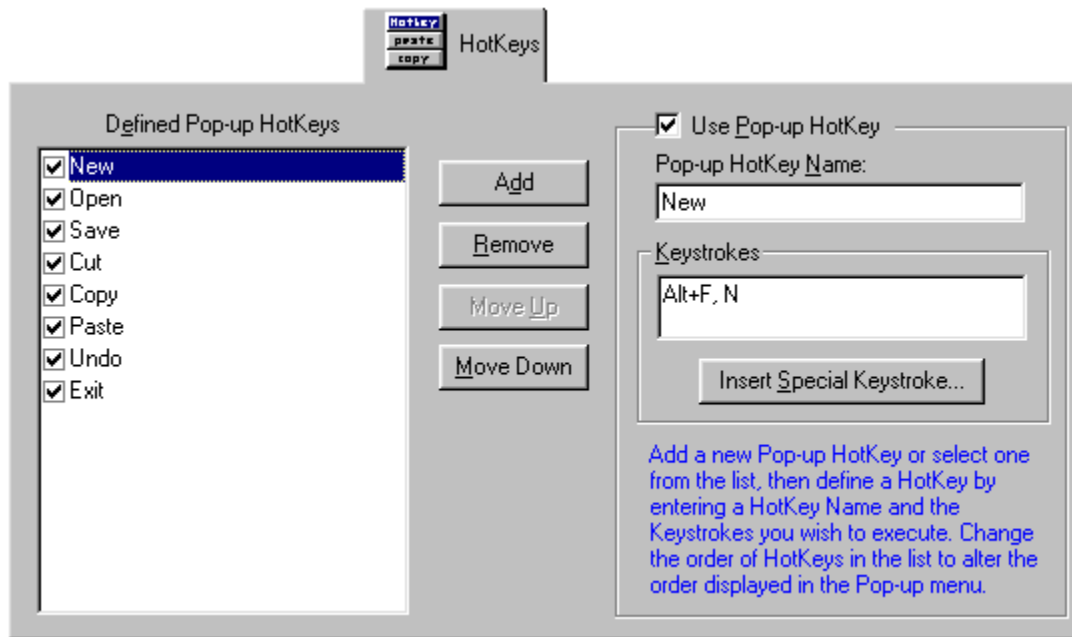 Hotkey
paste
copy
HotKeys
Defined Pop-up HotKeys
New
Open
Save
Cut
Copy
Paste
Undo
Exit
Add
Remove
Move Up
Move Down
Use Pop-up HotKey
Pop-up HotKey Name:
New
Keystrokes
Alt+F, N
Insert Special Keystroke...
Add a new Pop-up HotKey or select one
from the list, then define a HotKey by
entering a HotKey Name and the
Keystrokes you wish to execute. Change
the order of HotKeys in the list to alter the
order displayed in the Pop-up menu.